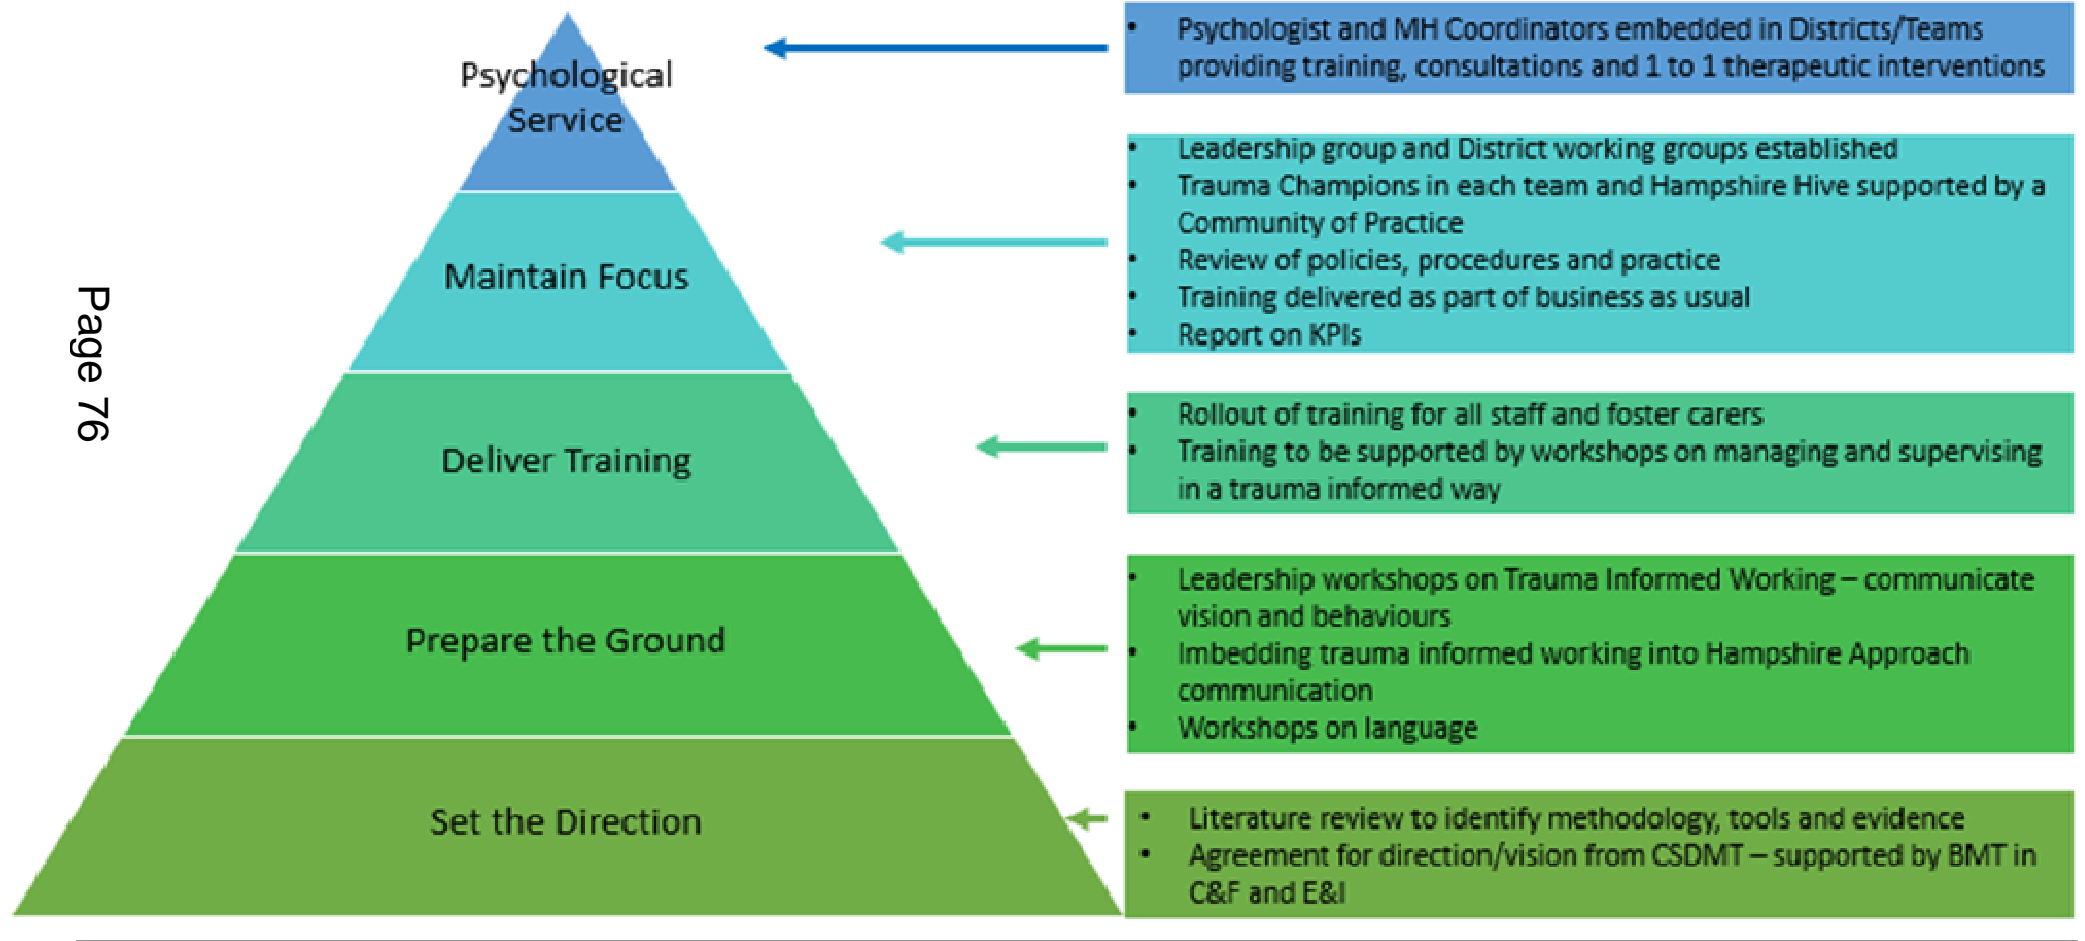 Psychological
Service
• Psychologist and MH Coordinators embedded in Districts/Teams
providing training, consultations and 1 to 1 therapeutic interventions
Maintain Focus
• Leadership group and District working groups established
• Trauma Champions in each team and Hampshire Hive supported by a
Community of Practice
• Review of policies, procedures and practice
• Training delivered as part of business as usual
• Report on KPIs
Deliver Training
• Rollout of training for all staff and foster carers
• Training to be supported by workshops on managing and supervising
in a trauma informed way
Prepare the Ground
• Leadership workshops on Trauma Informed Working – communicate
vision and behaviours
• Imbedding trauma informed working into Hampshire Approach
communication
• Workshops on language
Set the Direction
• Literature review to identify methodology, tools and evidence
• Agreement for direction/vision from CSDMT – supported by BMT in
C&F and E&I
Page 76